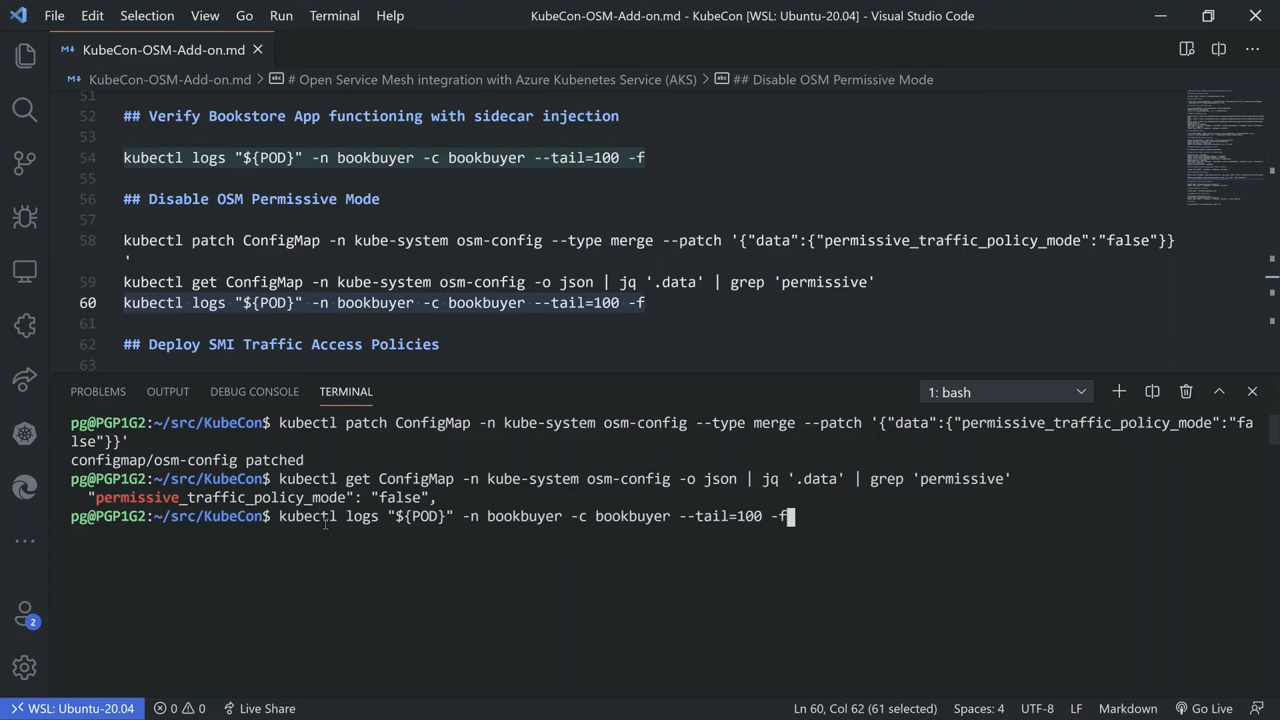 File Edit Selection View Go Run Terminal Help KubeCon-OSM-Add-on.md - KubeCon [WSL: Ubuntu-20.04] - Visual Studio Code
KubeCon-OSM-Add-on.md
KubeCon-OSM-Add-on.md > # Open Service Mesh integration with Azure Kubenetes Service (AKS) > ## Disable OSM Permissive Mode
51
52 ## Verify Bookstore App functioning with sidecar injection
53
54 kubectl logs "${POD}" -n bookbuyer -c bookbuyer --tail=100 -f
55
56 ## Disable OSM Permissive Mode
57
58 kubectl patch ConfigMap -n kube-system osm-config --type merge --patch '{"data":{"permissive_traffic_policy_mode":"false"}}
'
59 kubectl get ConfigMap -n kube-system osm-config -o json | jq '.data' | grep 'permissive'
60 kubectl logs "${POD}" -n bookbuyer -c bookbuyer --tail=100 -f
61
62 ## Deploy SMI Traffic Access Policies
63
PROBLEMS OUTPUT DEBUG CONSOLE TERMINAL 1: bash
pg@PGP1G2:~/src/KubeCon$ kubectl patch ConfigMap -n kube-system osm-config --type merge --patch '{"data":{"permissive_traffic_policy_mode":"fa
lse"}}'
configmap/osm-config patched
pg@PGP1G2:~/src/KubeCon$ kubectl get ConfigMap -n kube-system osm-config -o json | jq '.data' | grep 'permissive'
"permissive_traffic_policy_mode": "false",
pg@PGP1G2:~/src/KubeCon$ kubectl logs "${POD}" -n bookbuyer -c bookbuyer --tail=100 -f
2
WSL: Ubuntu-20.04 0 0 Live Share Ln 60, Col 62 (61 selected) Spaces: 4 UTF-8 LF Markdown Go Live